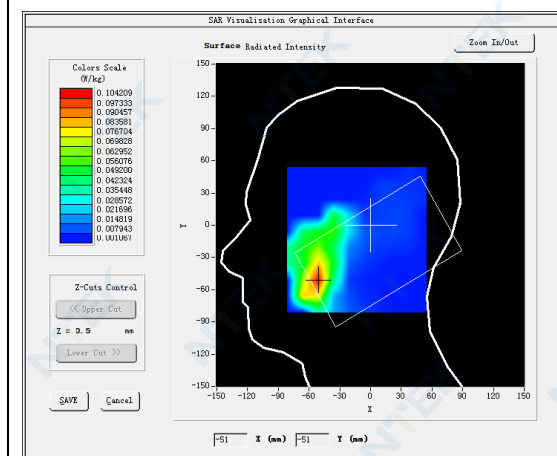 SAR Visualisation Graphical Interface
Surface Radiated Intensity
Zoom In/Out
Colors Scale
(W/kg)
0.104209
0.097333
0.090457
0.083581
0.076704
0.069828
0.062952
0.056076
0.049200
0.042324
0.035448
0.028572
0.021696
0.014819
0.007943
0.001067
Z-Cuts Control
<< Upper Cut
Z = 0.5 mm
Lower Cut >>
SAVE Cancel
150
120
90
60
30
0
-30
-60
-90
-120
-150
Y
-150 -120 -90 -60 -30 0 30 60 90 120 150
X
-51 X (mm) -51 Y (mm)
NTEK